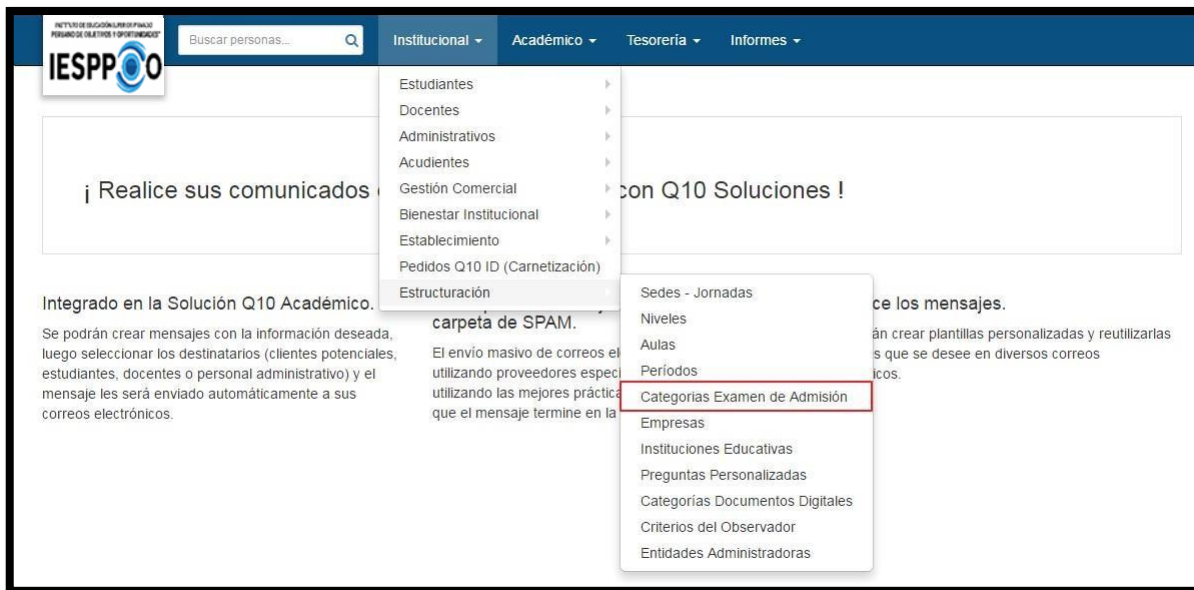 IESPPOO
Buscar personas...
Institucional
Académico
Tesorería
Informes
Estudiantes
Docentes
Administrativos
Acudientes
Gestión Comercial
Bienestar Institucional
Establecimiento
Pedidos Q10 ID (Carnetización)
Estructuración
Sedes - Jornadas
Niveles
Aulas
Períodos
Categorias Examen de Admisión
Empresas
Instituciones Educativas
Preguntas Personalizadas
Categorías Documentos Digitales
Criterios del Observador
Entidades Administradoras
¡ Realice sus comunicados con Q10 Soluciones !
Integrado en la Solución Q10 Académico.
Se podrán crear mensajes con la información deseada,
luego seleccionar los destinatarios (clientes potenciales,
estudiantes, docentes o personal administrativo) y el
mensaje les será enviado automáticamente a sus
correos electrónicos.
carpeta de SPAM.
El envío masivo de correos el
utilizando proveedores espec
utilizando las mejores práctica
que el mensaje termine en la
ce los mensajes.
án crear plantillas personalizadas y reutilizarlas
s que se desee en diversos correos
icos.